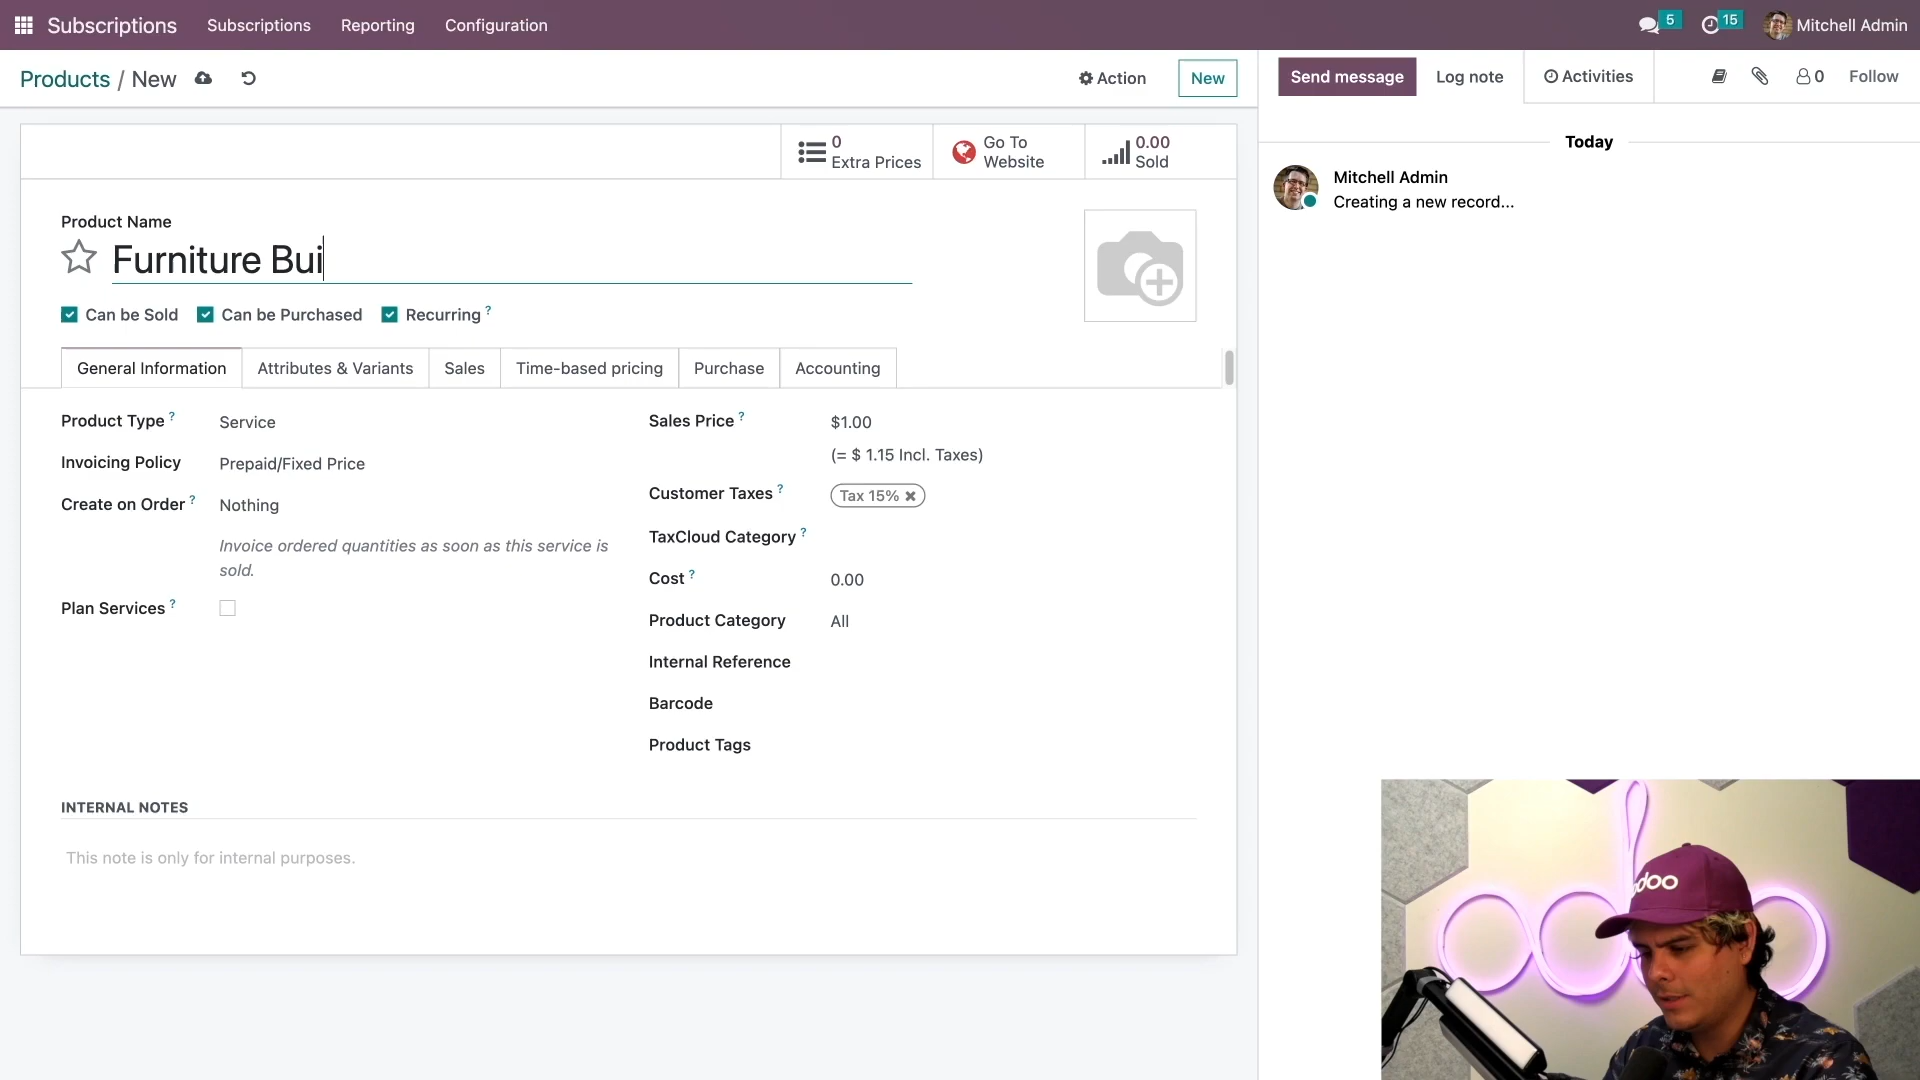 Subscriptions Subscriptions Reporting Configuration 5 15 Mitchell Admin
Products / New Action New
Send message Log note Activities 0 Follow
0 Extra Prices
Go To Website
0.00 Sold
Today
Mitchell Admin
Creating a new record...
Product Name
Furniture Bui
Can be Sold Can be Purchased Recurring ?
General Information Attributes & Variants Sales Time-based pricing Purchase Accounting
Product Type ? Service
Invoicing Policy Prepaid/Fixed Price
Create on Order ? Nothing
Invoice ordered quantities as soon as this service is
sold.
Plan Services ?
Sales Price ? $1.00
(= $ 1.15 Incl. Taxes)
Customer Taxes ? Tax 15%
TaxCloud Category ?
Cost ? 0.00
Product Category All
Internal Reference
Barcode
Product Tags
INTERNAL NOTES
This note is only for internal purposes.
odoo